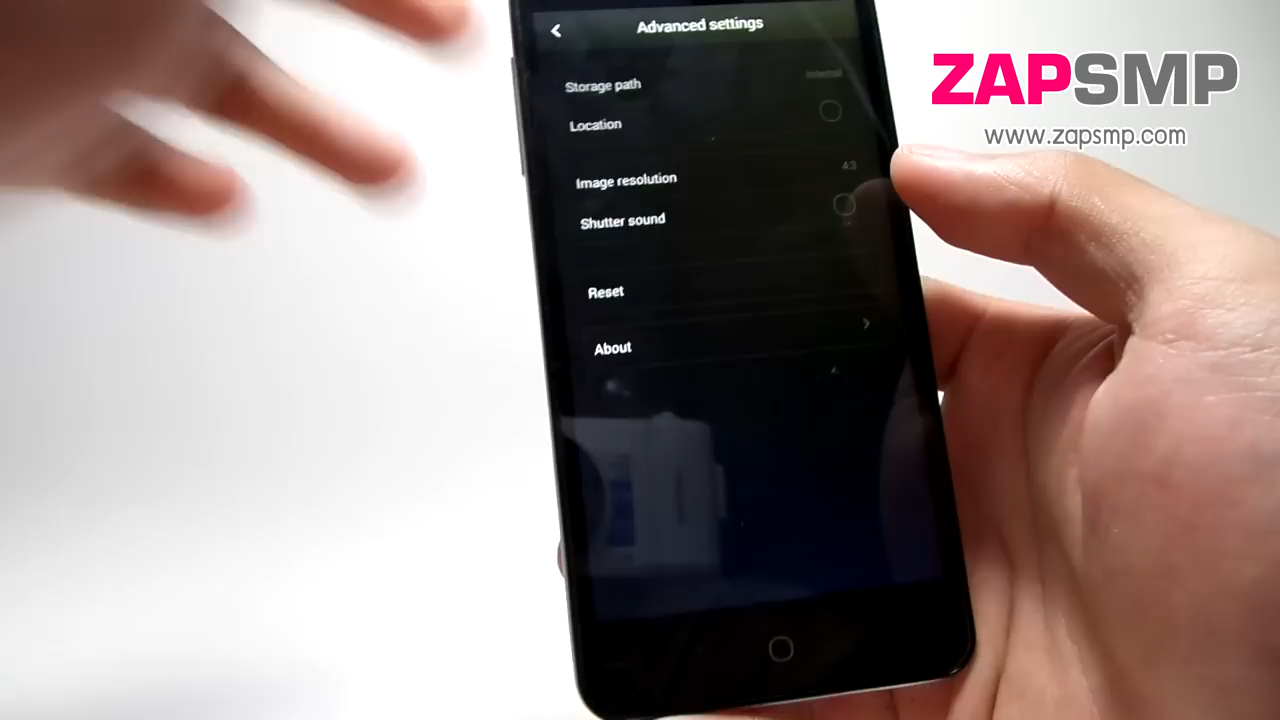 Advanced settings
ZAPSMP
www.zapsmp.com
Storage path
Internal
Location
Image resolution
4:3
Shutter sound
Reset
About